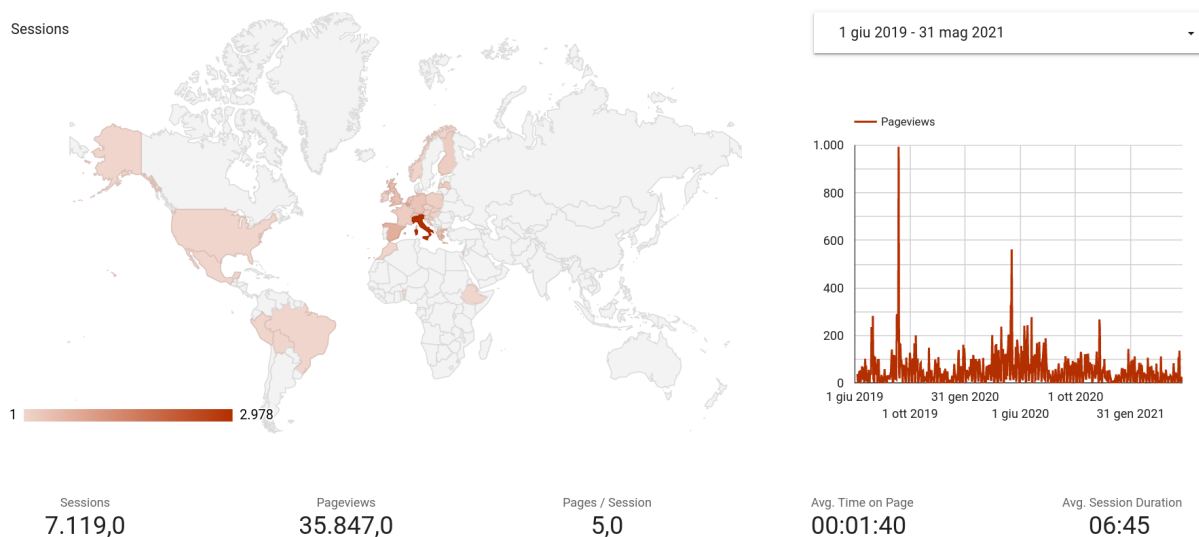 Sessions
1 giu 2019 - 31 mag 2021
Pageviews
1.000
800
600
400
200
0
1 giu 2019
31 gen 2020
1 ott 2020
1 ott 2019
1 giu 2020
31 gen 2021
1
2.978
Sessions
7.119,0
Pageviews
35.847,0
Pages / Session
5,0
Avg. Time on Page
00:01:40
Avg. Session Duration
06:45